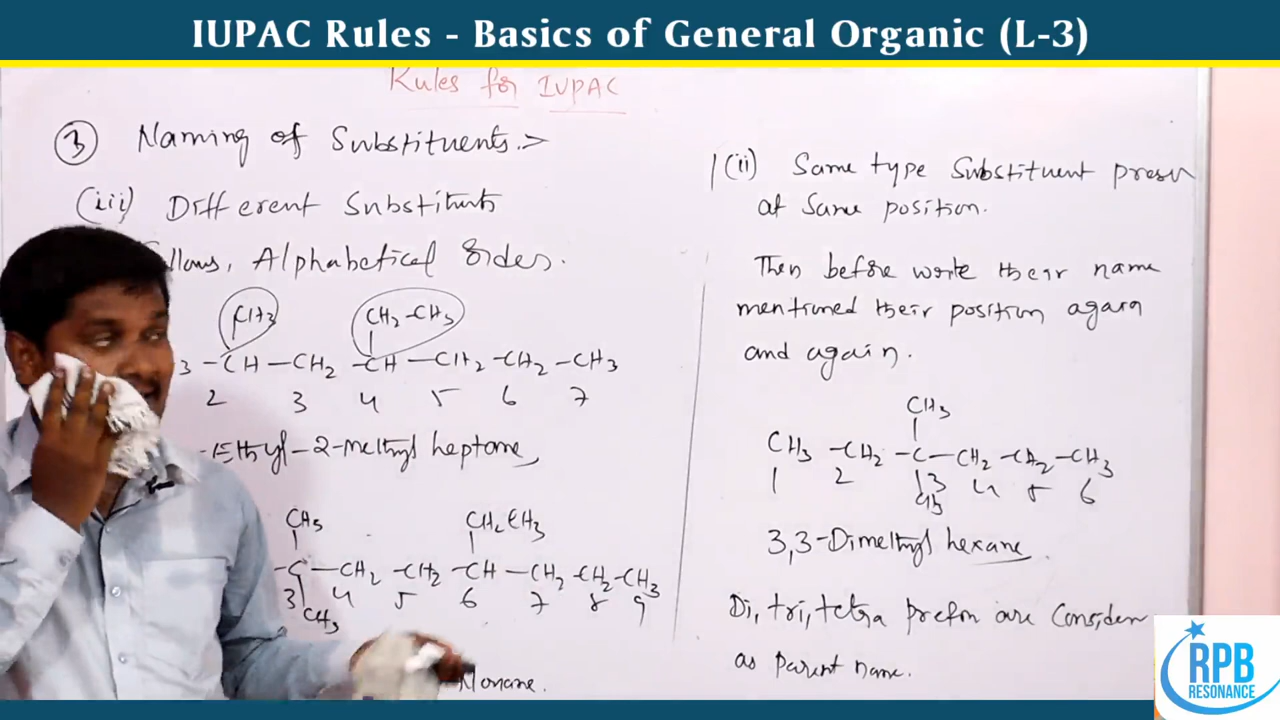 IUPAC Rules - Basics of General Organic (L-3)
Rules for IUPAC
3 Naming of Substituents :-
(iii) Different Substituents
follows, Alphabetical Order.
CH3 CH2-CH3
3 -CH-CH2-CH-CH2-CH2-CH3
2 3 4 5 6 7
-Ethyl-2-Methyl heptane
CH3 CH2CH3
-C-CH2-CH2-CH-CH2-CH2-CH3
3 4 5 6 7 8 9
CH3
Nonane.
(ii) Same type Substituent presen
at same position.
Then before write their name
mentioned their position again
and again.
CH3
CH3-CH2-C-CH2-CH2-CH3
1 2 3 4 5 6
CH3
3,3-Dimethyl hexane.
Di, tri, tetra prefix are Consider
as parent name.
RPB
RESONANCE